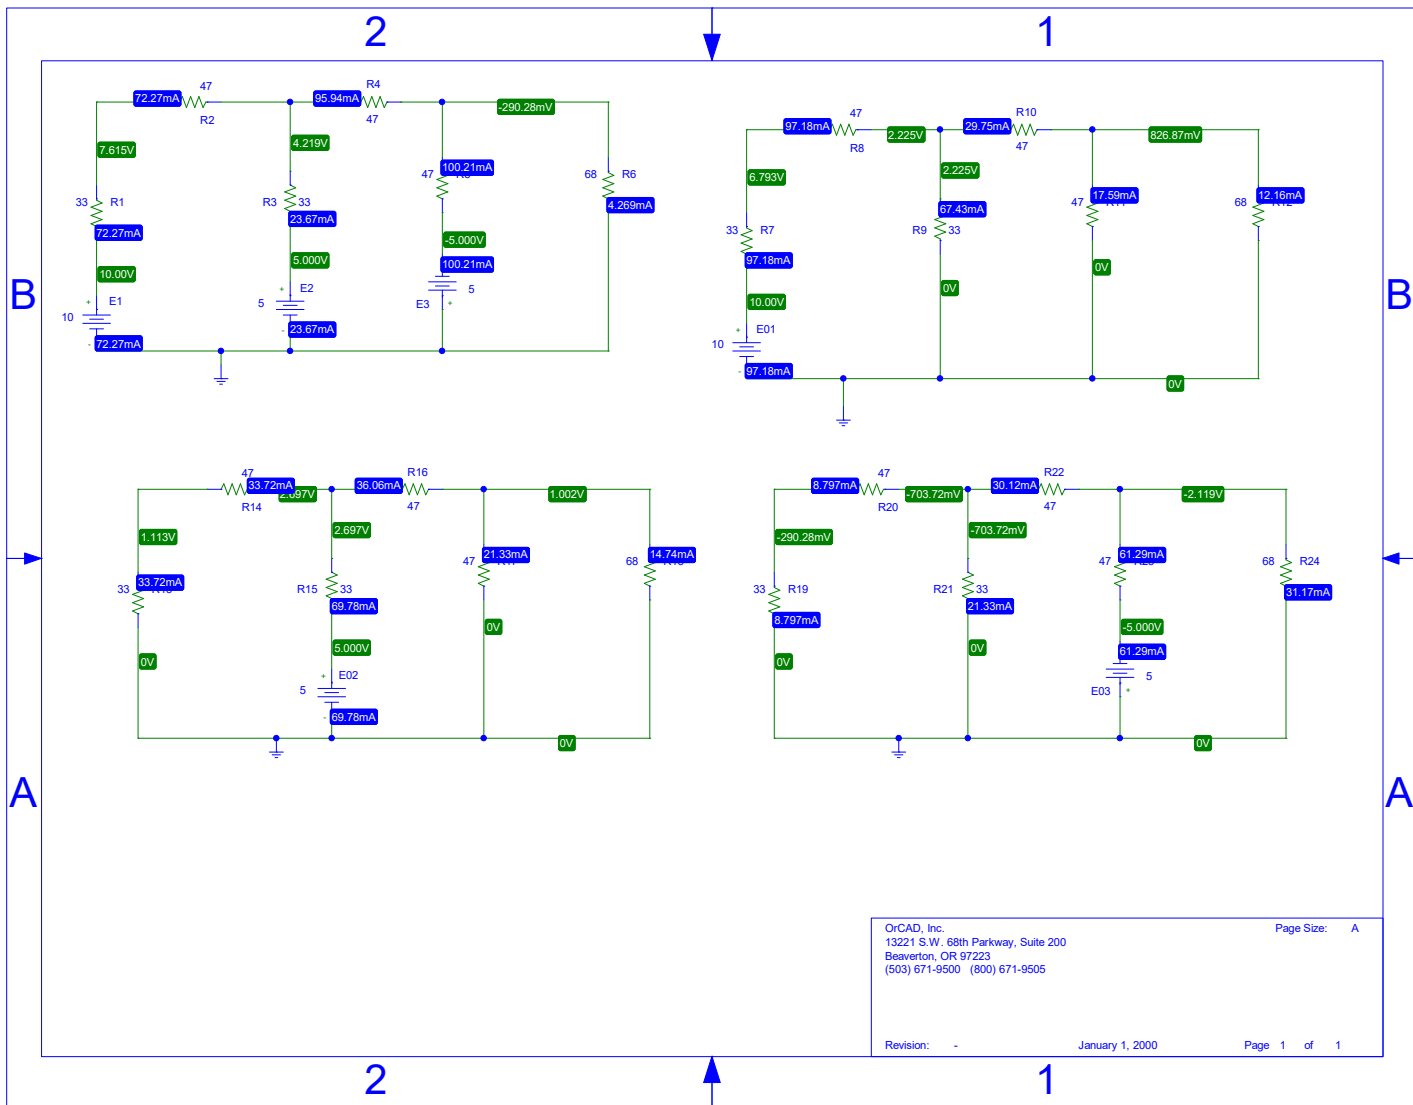 2
1
B
B
A
A
2
1
72.27mA
47
R2
95.94mA
R4
47
-290.28mV
7.615V
4.219V
100.21mA
47
68
R6
4.269mA
33
R1
72.27mA
R3
33
23.67mA
-5.000V
5.000V
100.21mA
10.00V
E1
+
10
-
72.27mA
E2
+
5
-
23.67mA
5
E3
+
97.18mA
47
R8
2.225V
29.75mA
R10
47
826.87mV
6.793V
2.225V
17.59mA
47
12.16mA
68
33
R7
97.18mA
67.43mA
R9
33
0V
0V
10.00V
E01
+
10
-
97.18mA
0V
47
33.72mA
R14
36.06mA
R16
47
1.002V
1.113V
2.697V
21.33mA
47
14.74mA
68
33.72mA
33
R15
33
69.78mA
0V
0V
5.000V
E02
+
5
-
69.78mA
0V
8.797mA
47
R20
-703.72mV
30.12mA
R22
47
-2.119V
-290.28mV
-703.72mV
61.29mA
47
68
R24
31.17mA
33
R19
8.797mA
R21
33
21.33mA
-5.000V
0V
0V
61.29mA
5
E03
+
0V
OrCAD, Inc.
13221 S.W. 68th Parkway, Suite 200
Beaverton, OR 97223
(503) 671-9500 (800) 671-9505
Page Size: A
Revision: - January 1, 2000 Page 1 of 1